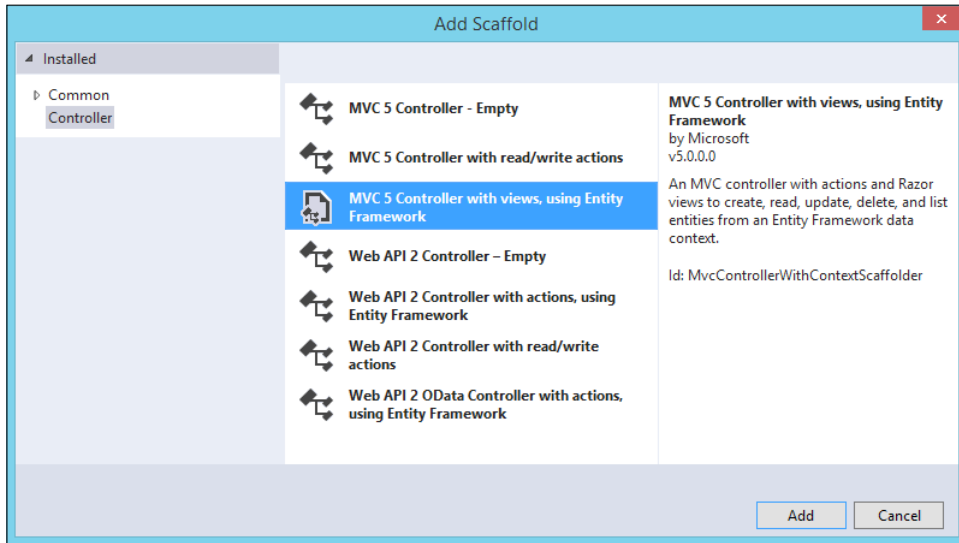 Add Scaffold
Installed
Common
Controller
MVC 5 Controller - Empty
MVC 5 Controller with read/write actions
MVC 5 Controller with views, using Entity
Framework
Web API 2 Controller – Empty
Web API 2 Controller with actions, using
Entity Framework
Web API 2 Controller with read/write
actions
Web API 2 OData Controller with actions,
using Entity Framework
MVC 5 Controller with views, using Entity
Framework
by Microsoft
v5.0.0.0
An MVC controller with actions and Razor
views to create, read, update, delete, and list
entities from an Entity Framework data
context.
Id: MvcControllerWithContextScaffolder
Add
Cancel